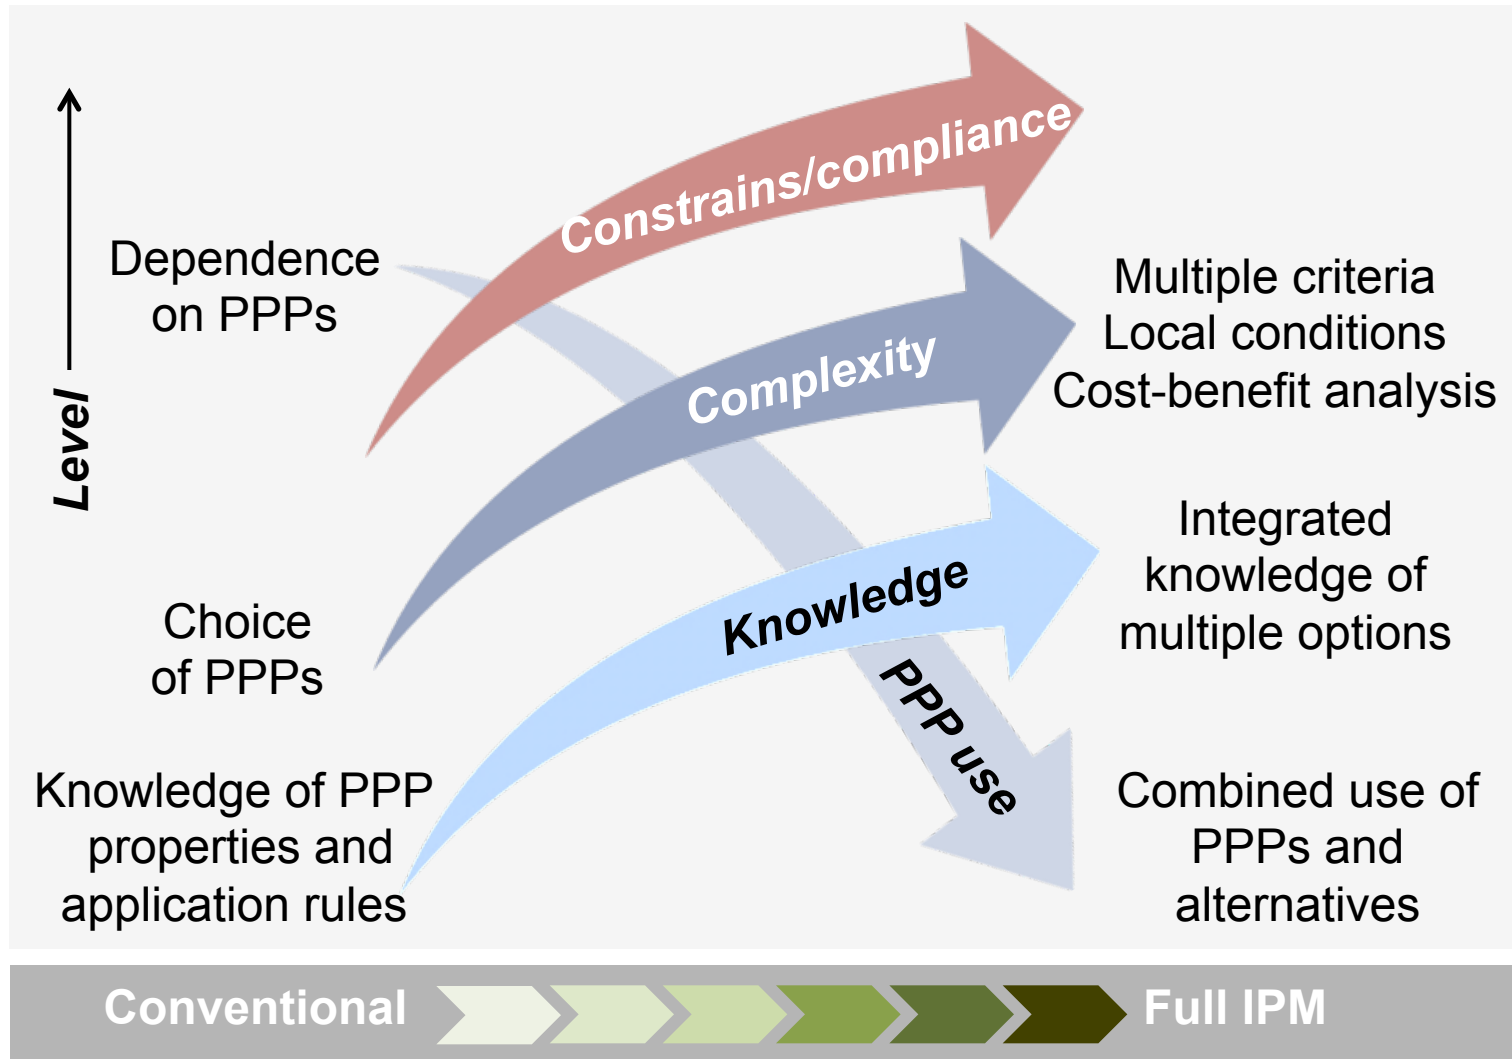 Level
Dependence
on PPPs
Choice
of PPPs
Knowledge of PPP
properties and
application rules
Constrains/compliance
Complexity
Knowledge
PPP use
Multiple criteria
Local conditions
Cost-benefit analysis
Integrated
knowledge of
multiple options
Combined use of
PPPs and
alternatives
Conventional
Full IPM